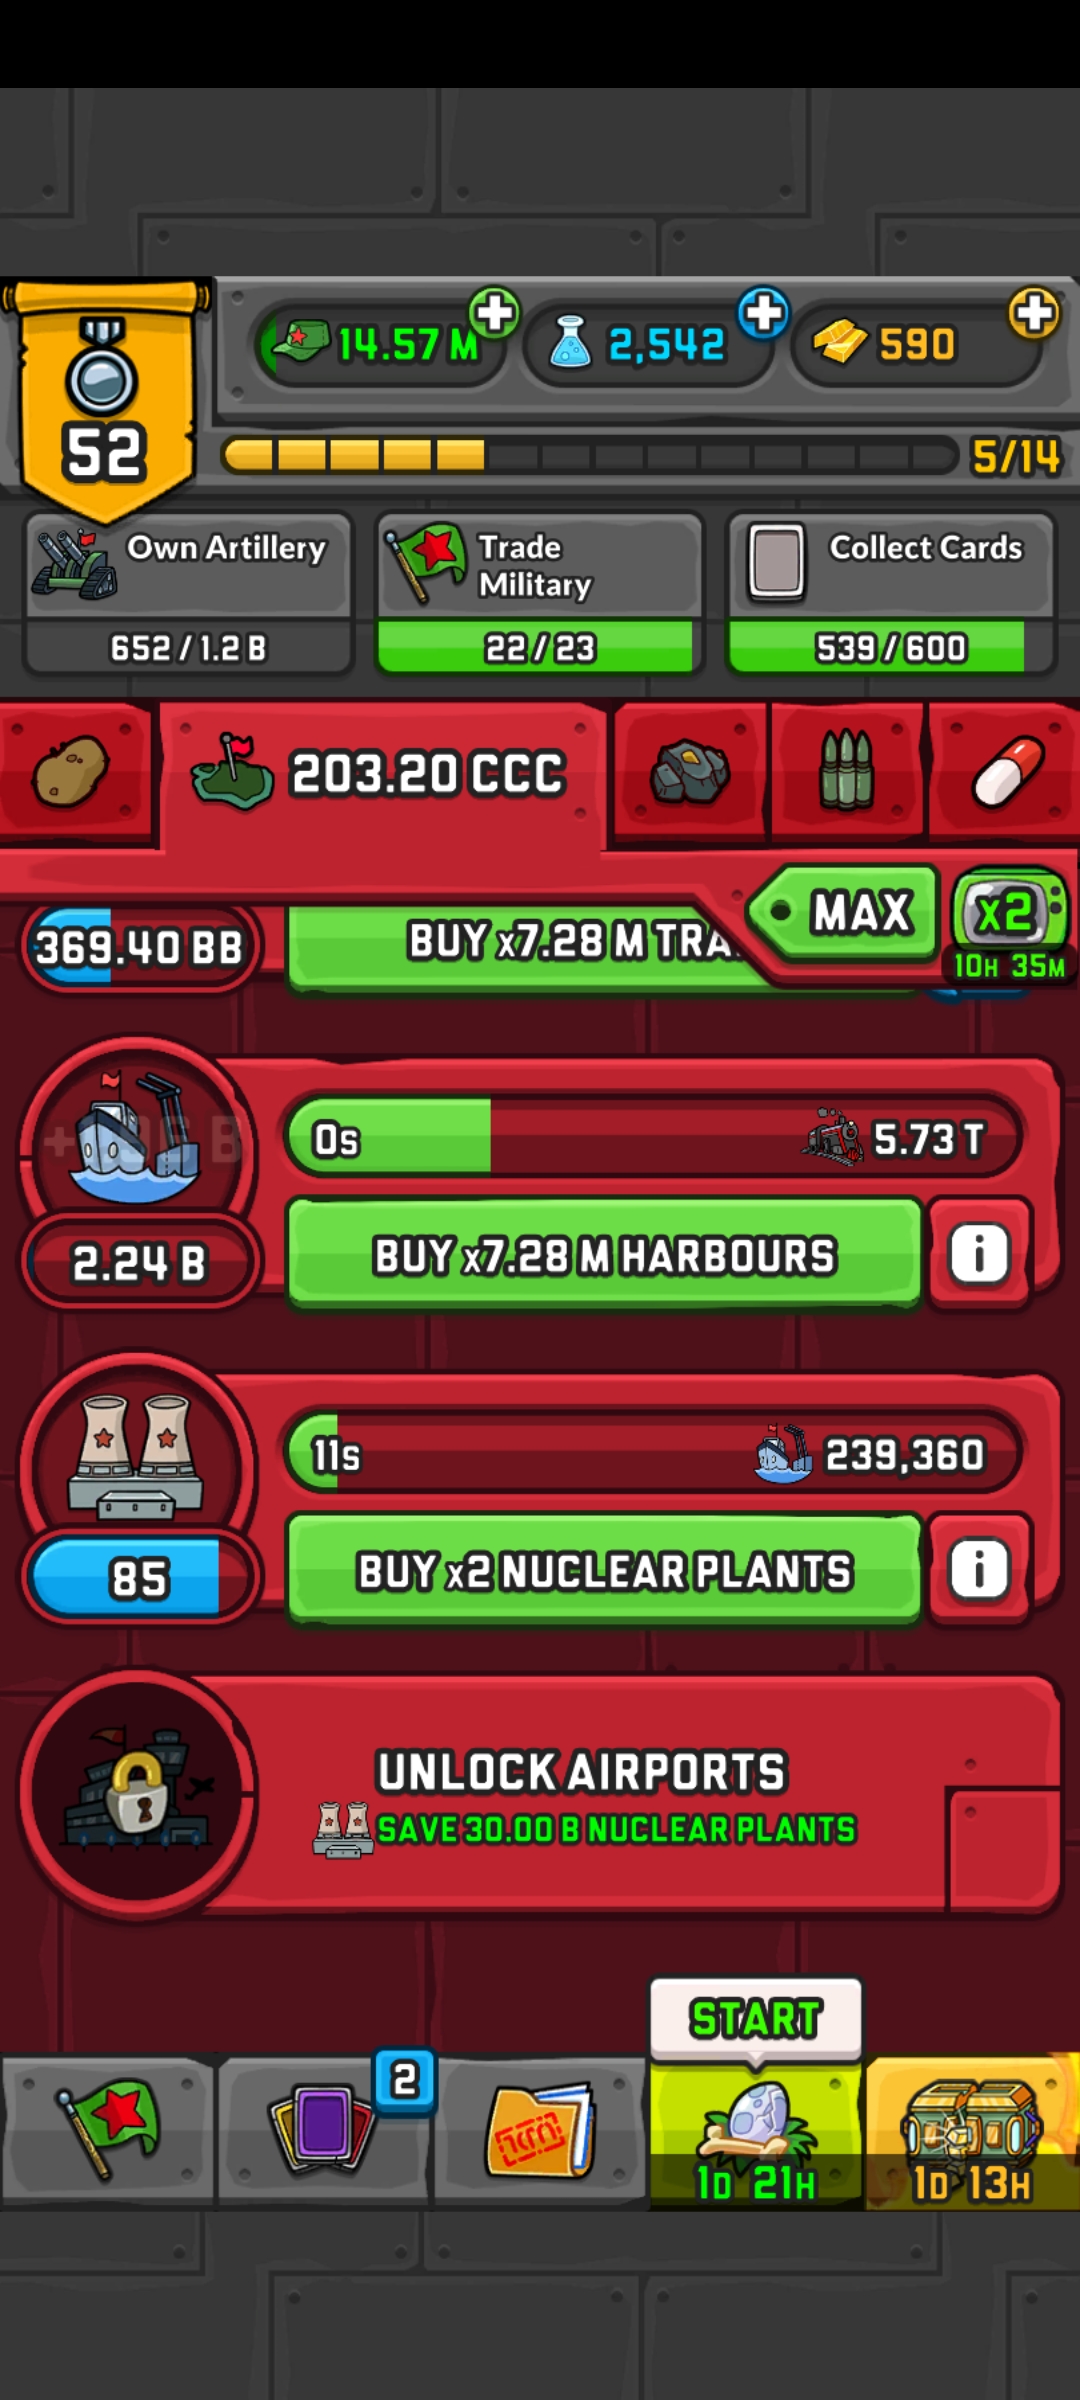 14.57 M
2,542
590
52
5/14
Own Artillery
652 / 1.2 B
Trade
Military
22 / 23
Collect Cards
539 / 600
203.20 CCC
MAX
x2
10H 35M
369.40 BB
BUY x7.28 M TRA
0s
5.73 T
2.24 B
BUY x7.28 M HARBOURS
i
11s
239,360
85
BUY x2 NUCLEAR PLANTS
i
UNLOCK AIRPORTS
SAVE 30.00 B NUCLEAR PLANTS
START
2
1D 21H
1D 13H